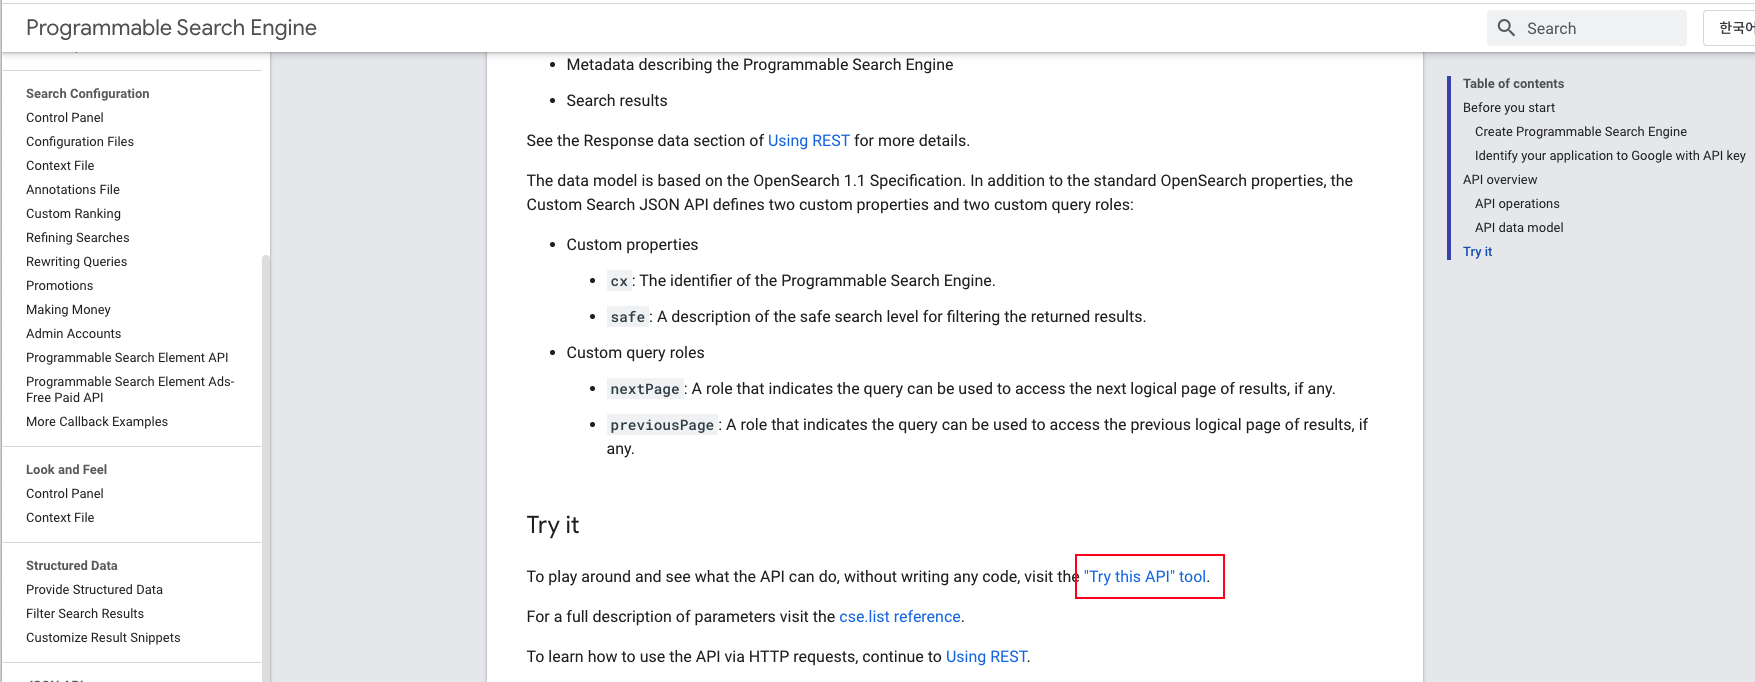 Programmable Search Engine
Search
한국어
Search Configuration
Control Panel
Configuration Files
Context File
Annotations File
Custom Ranking
Refining Searches
Rewriting Queries
Promotions
Making Money
Admin Accounts
Programmable Search Element API
Programmable Search Element Ads-
Free Paid API
More Callback Examples
Look and Feel
Control Panel
Context File
Structured Data
Provide Structured Data
Filter Search Results
Customize Result Snippets
• Metadata describing the Programmable Search Engine
• Search results
See the Response data section of Using REST for more details.
The data model is based on the OpenSearch 1.1 Specification. In addition to the standard OpenSearch properties, the
Custom Search JSON API defines two custom properties and two custom query roles:
• Custom properties
• cx: The identifier of the Programmable Search Engine.
• safe: A description of the safe search level for filtering the returned results.
• Custom query roles
• nextPage: A role that indicates the query can be used to access the next logical page of results, if any.
• previousPage: A role that indicates the query can be used to access the previous logical page of results, if
any.
Try it
To play around and see what the API can do, without writing any code, visit the "Try this API" tool.
For a full description of parameters visit the cse.list reference.
To learn how to use the API via HTTP requests, continue to Using REST.
Table of contents
Before you start
Create Programmable Search Engine
Identify your application to Google with API key
API overview
API operations
API data model
Try it